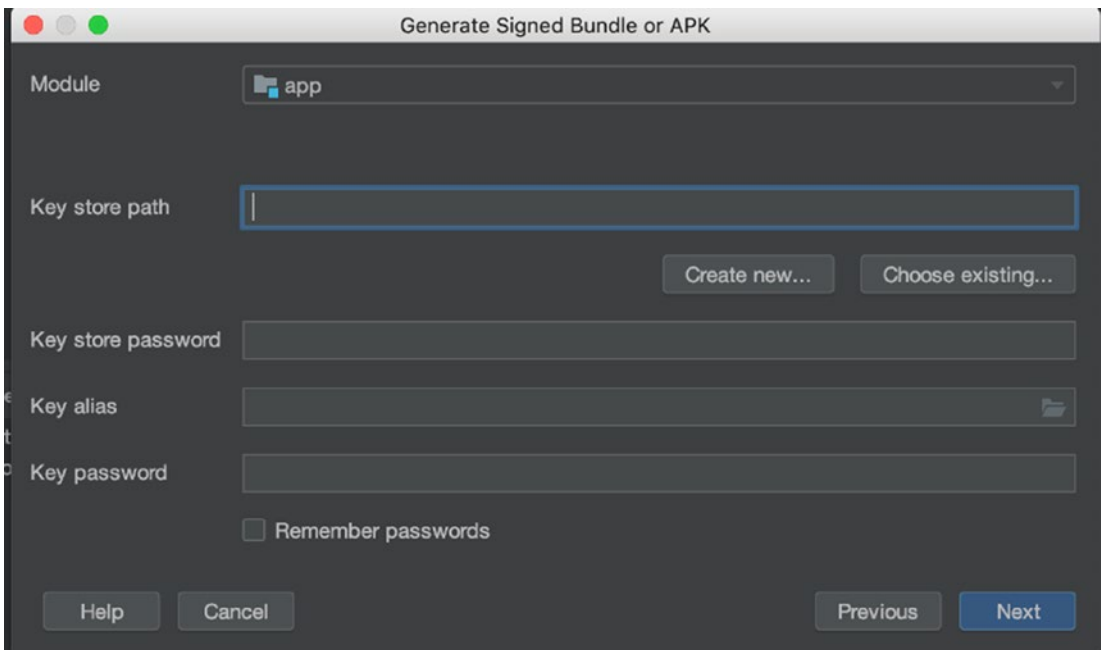 Generate Signed Bundle or APK
Module
app
Key store path
Create new...
Choose existing...
Key store password
Key alias
Key password
Remember passwords
Help
Cancel
Previous
Next